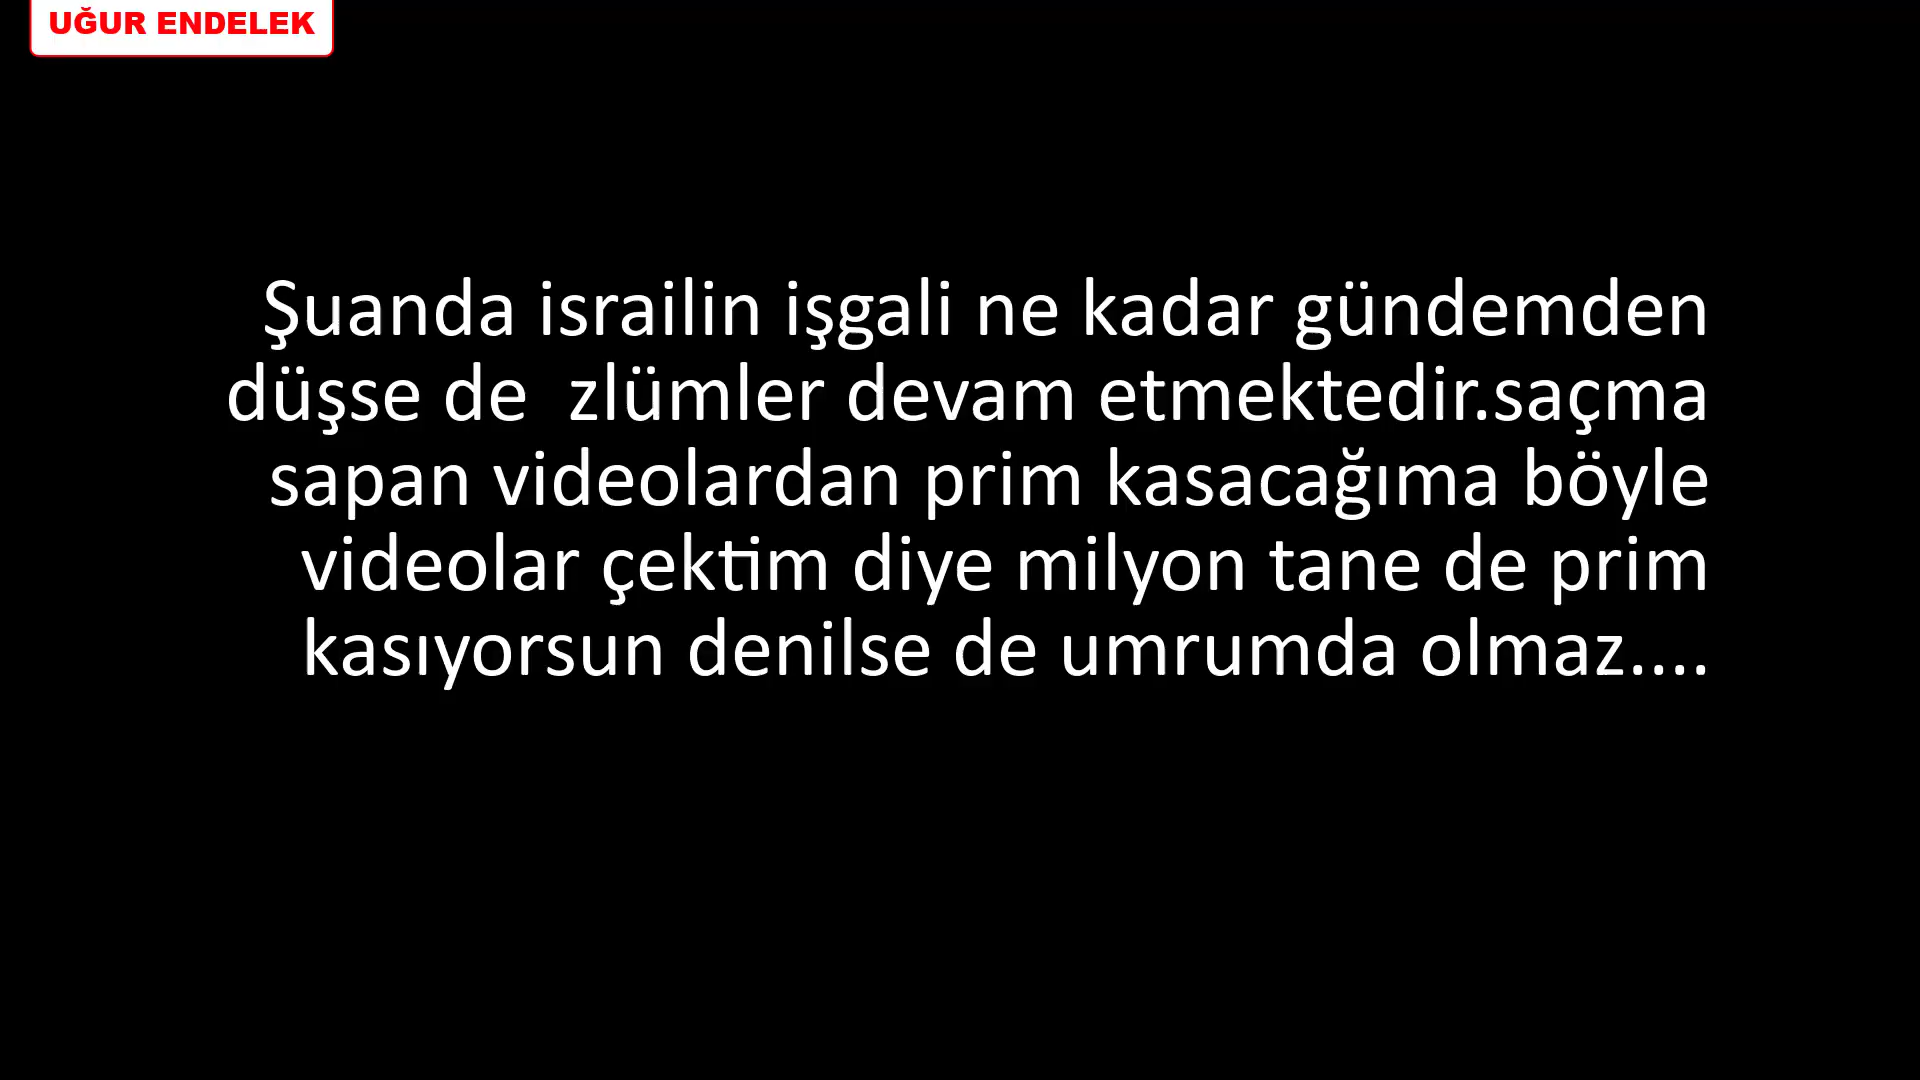 UĞUR ENDELEK
Şuanda israilin işgali ne kadar gündemden
düşse de  zlümler devam etmektedir.saçma
sapan videolardan prim kasacağıma böyle
videolar çektim diye milyon tane de prim
kasıyorsun denilse de umrumda olmaz....